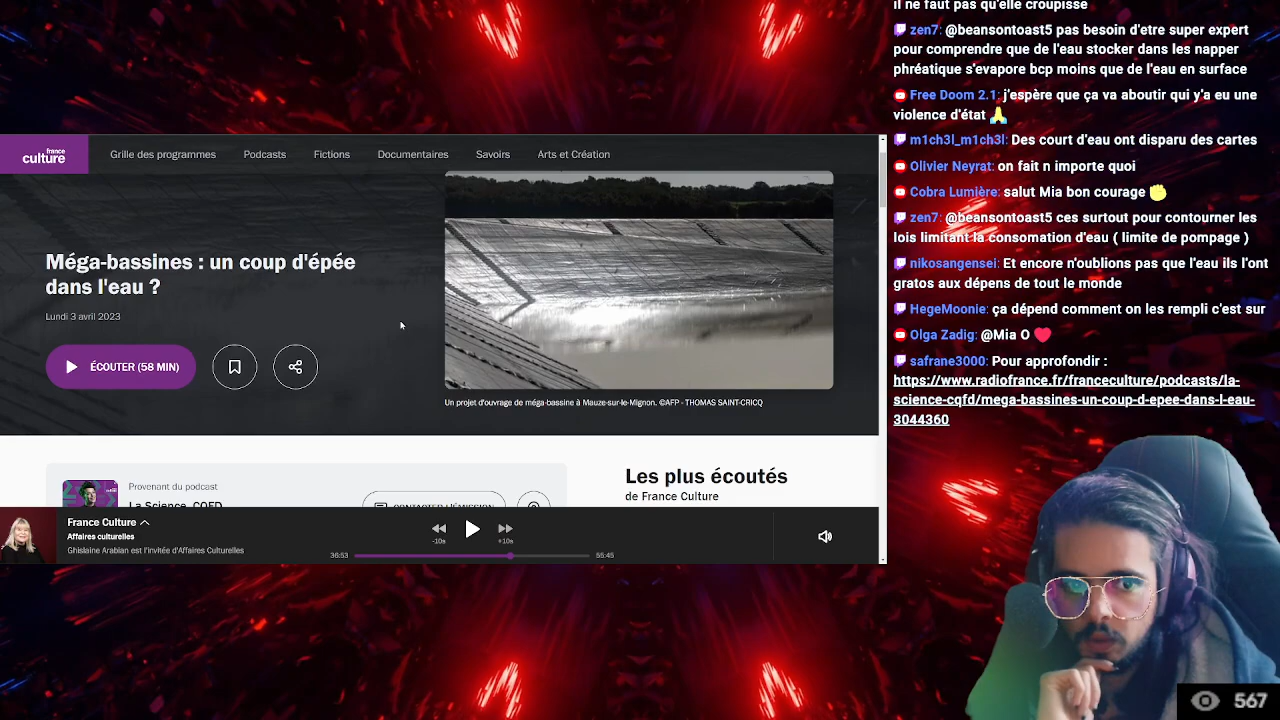 france
culture
Grille des programmes
Podcasts
Fictions
Documentaires
Savoirs
Arts et Création
Méga-bassines : un coup d'épée
dans l'eau ?
Lundi 3 avril 2023
ÉCOUTER (58 MIN)
Un projet d'ouvrage de méga-bassine à Mauze-sur-le-Mignon. ©AFP - THOMAS SAINT-CRICQ
Provenant du podcast
La Science, CQFD
CONTACTER L'ÉMISSION
Les plus écoutés
de France Culture
France Culture
Affaires culturelles
Ghislaine Arabian est l'invitée d'Affaires Culturelles
-10s
+10s
36:53
55:45
il ne faut pas qu'elle croupisse
zen7: @beansontoast5 pas besoin d'etre super expert
pour comprendre que de l'eau stocker dans les napper
phréatique s'evapore bcp moins que de l'eau en surface
Free Doom 2.1: j'espère que ça va aboutir qui y'a eu une
violence d'état 🙏
m1ch3l_m1ch3l: Des court d'eau ont disparu des cartes
Olivier Neyrat: on fait n importe quoi
Cobra Lumière: salut Mia bon courage ✊
zen7: @beansontoast5 ces surtout pour contourner les
lois limitant la consomation d'eau ( limite de pompage )
nikosangensei: Et encore n'oublions pas que l'eau ils l'ont
gratos aux dépens de tout le monde
HegeMoonie: ça dépend comment on les rempli c'est sur
Olga Zadig: @Mia O ❤
safrane3000: Pour approfondir :
https://www.radiofrance.fr/franceculture/podcasts/la-
science-cqfd/mega-bassines-un-coup-d-epee-dans-l-eau-
3044360
567